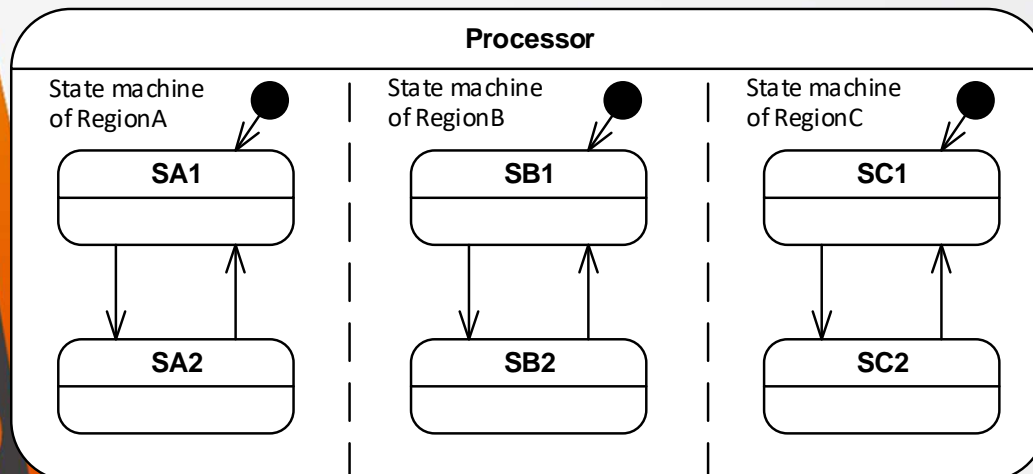 Processor
State machine
of RegionA
State machine
of RegionB
State machine
of RegionC
SA1
SB1
SC1
SA2
SB2
SC2